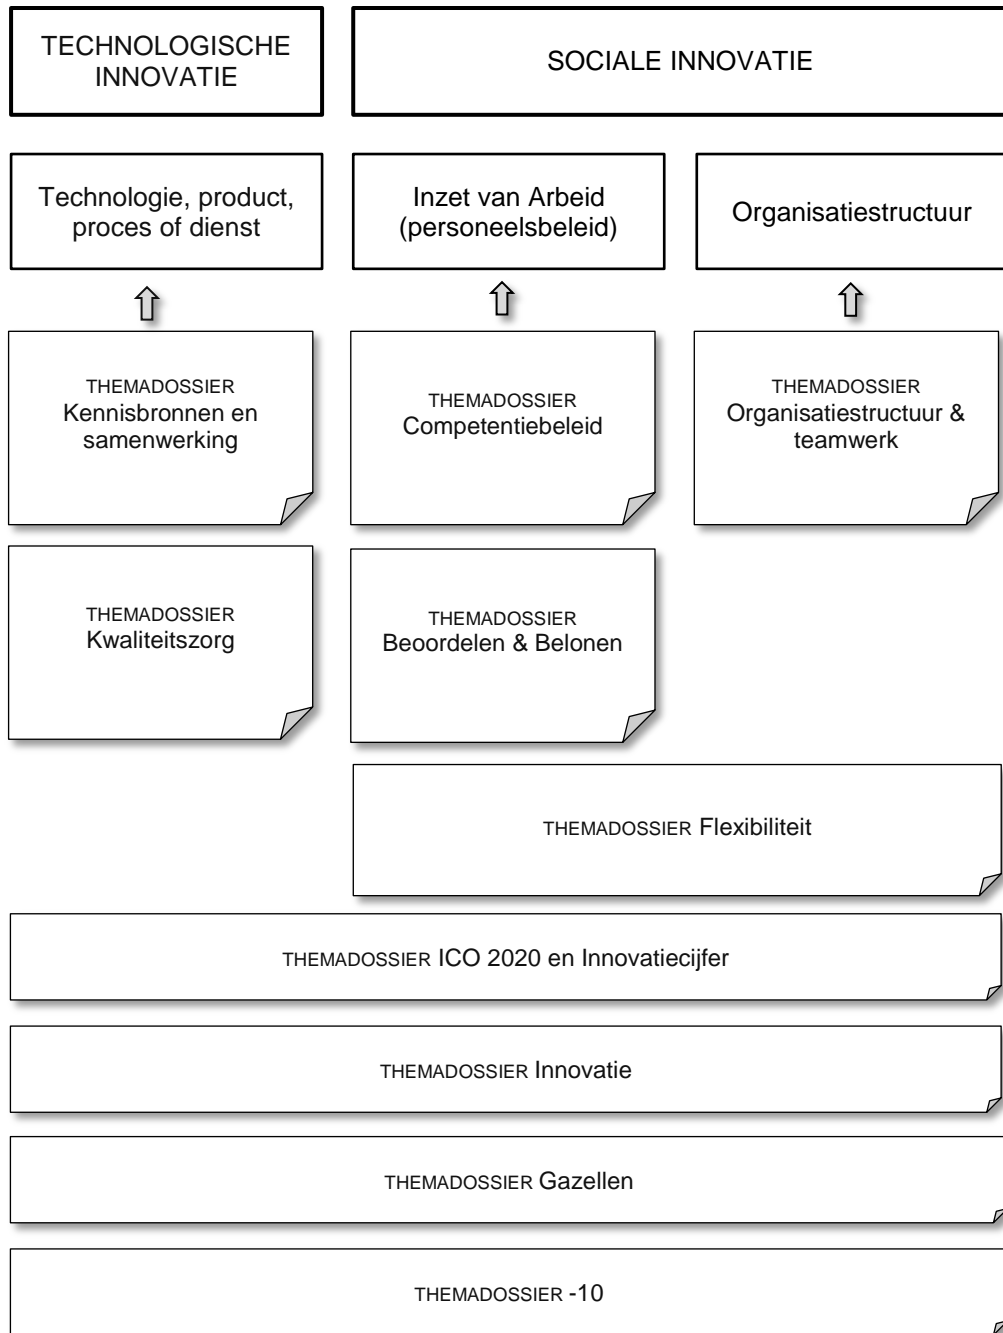 TECHNOLOGISCHE
INNOVATIE
SOCIALE INNOVATIE
Technologie, product,
proces of dienst
Inzet van Arbeid
(personeelsbeleid)
Organisatiestructuur
THEMADOSSIER
Kennisbronnen en
samenwerking
THEMADOSSIER
Competentiebeleid
THEMADOSSIER
Organisatiestructuur &
teamwerk
THEMADOSSIER
Kwaliteitszorg
THEMADOSSIER
Beoordelen & Belonen
THEMADOSSIER Flexibiliteit
THEMADOSSIER ICO 2020 en Innovatiecijfer
THEMADOSSIER Innovatie
THEMADOSSIER Gazellen
THEMADOSSIER -10